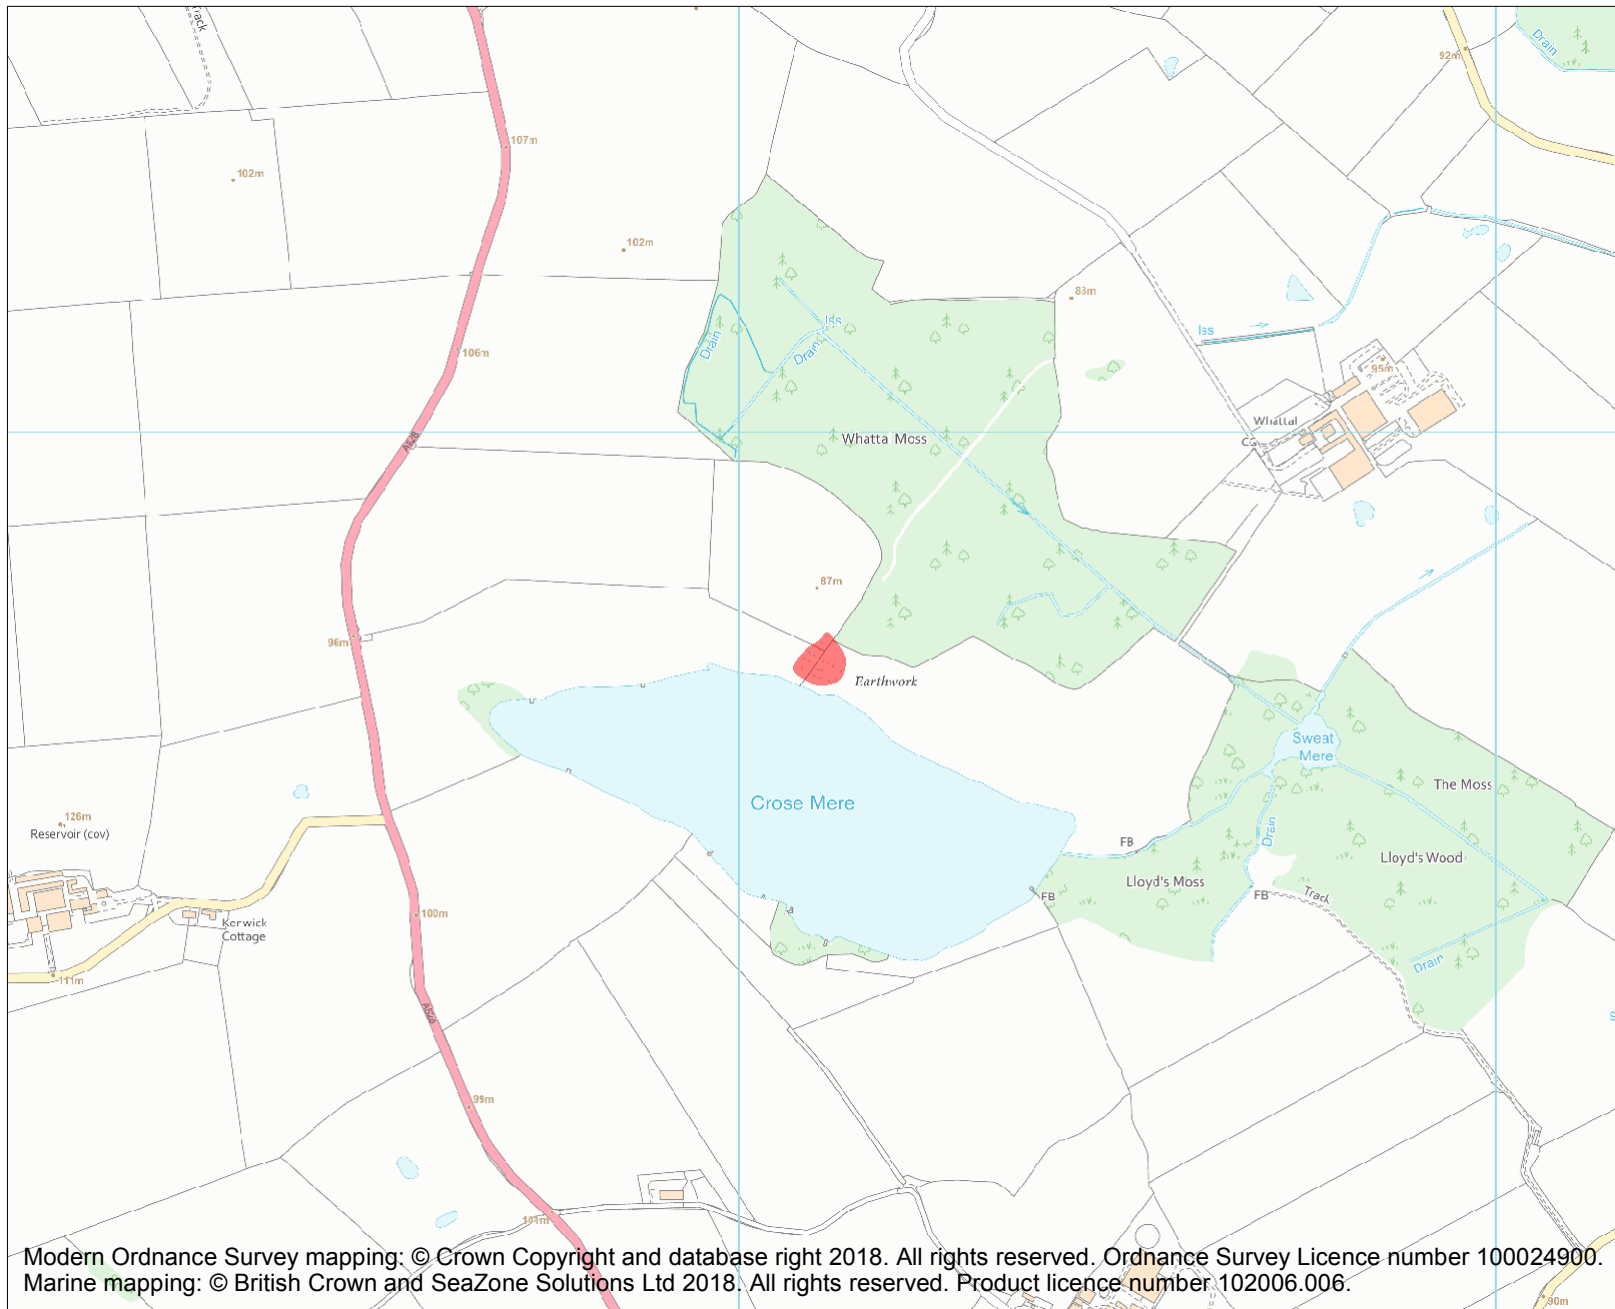 Track
Drain
92m
107m
102m
102m
83m
Iss
Drain
Drain
Iss
106m
95m
Whattal
A528
Whatta Moss
87m
96m
Earthwork
Sweat
Mere
The Moss
126m
Reservoir (cov)
Crose Mere
FB
Drain
Lloyd's Wood
Lloyd's Moss
FB
FB
Track
100m
Kerwick
Cottage
111m
Drain
A528
99m
101m
Modern Ordnance Survey mapping: © Crown Copyright and database right 2018. All rights reserved. Ordnance Survey Licence number 100024900.
Marine mapping: © British Crown and SeaZone Solutions Ltd 2018. All rights reserved. Product licence number 102006.006.
90m